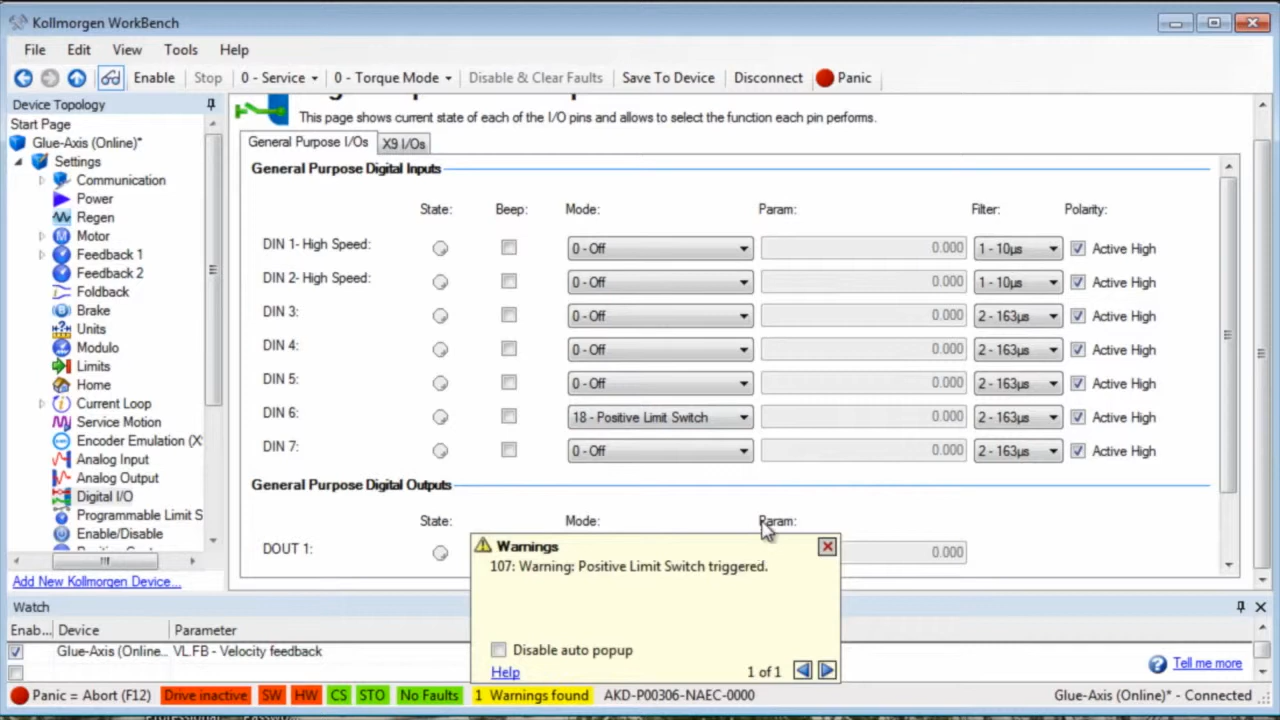 Kollmorgen WorkBench
File Edit View Tools Help
Enable Stop 0 - Service 0 - Torque Mode Disable & Clear Faults Save To Device Disconnect Panic
Device Topology
Start Page
Glue-Axis (Online)*
Settings
Communication
Power
Regen
Motor
Feedback 1
Feedback 2
Foldback
Brake
Units
Modulo
Limits
Home
Current Loop
Service Motion
Encoder Emulation (X
Analog Input
Analog Output
Digital I/O
Programmable Limit S
Enable/Disable
Add New Kollmorgen Device...
This page shows current state of each of the I/O pins and allows to select the function each pin performs.
General Purpose I/Os X9 I/Os
General Purpose Digital Inputs
State: Beep: Mode: Param: Filter: Polarity:
DIN 1- High Speed: 0 - Off 0.000 1 - 10µs Active High
DIN 2- High Speed: 0 - Off 0.000 1 - 10µs Active High
DIN 3: 0 - Off 0.000 2 - 163µs Active High
DIN 4: 0 - Off 0.000 2 - 163µs Active High
DIN 5: 0 - Off 0.000 2 - 163µs Active High
DIN 6: 18 - Positive Limit Switch 0.000 2 - 163µs Active High
DIN 7: 0 - Off 0.000 2 - 163µs Active High
General Purpose Digital Outputs
State: Mode: Param:
DOUT 1: 0.000
Warnings
107: Warning: Positive Limit Switch triggered.
Disable auto popup
Help 1 of 1
Watch
Enab... Device Parameter
Glue-Axis (Online... VL.FB - Velocity feedback
Tell me more
Panic = Abort (F12) Drive inactive SW HW CS STO No Faults 1 Warnings found AKD-P00306-NAEC-0000 Glue-Axis (Online)* - Connected